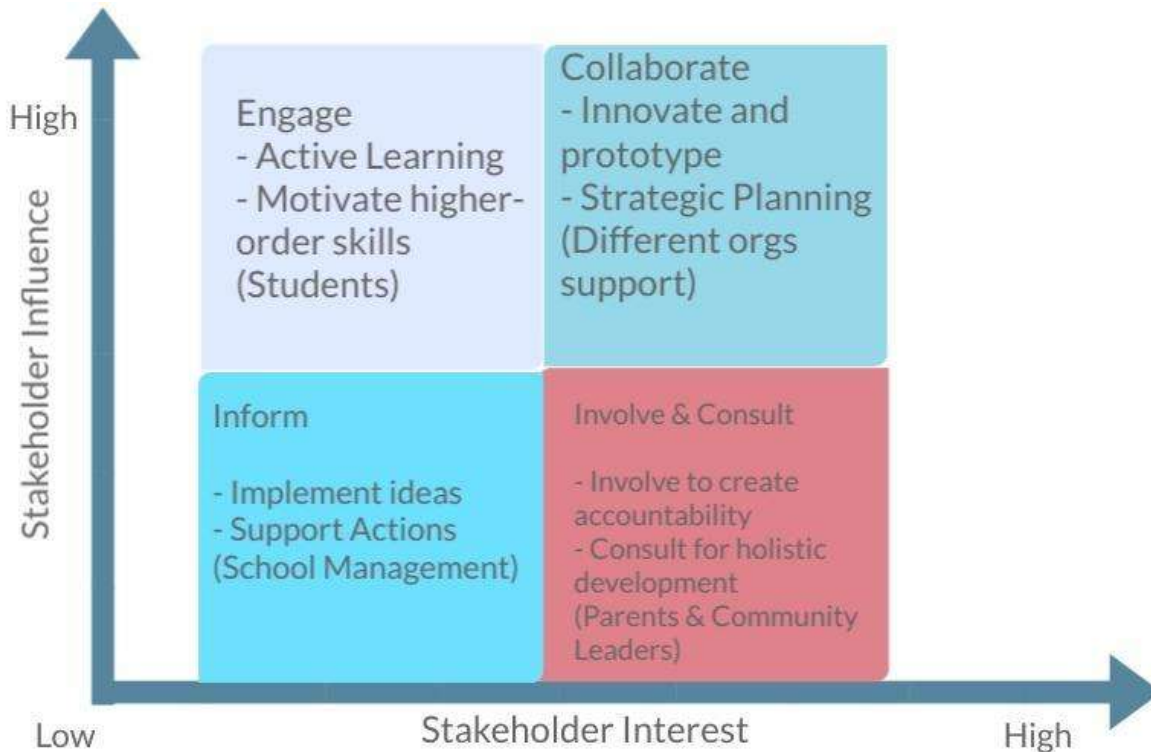 High
Stakeholder Influence
Engage
- Active Learning
- Motivate higher-
order skills
(Students)
Collaborate
- Innovate and
prototype
- Strategic Planning
(Different orgs
support)
Inform
- Implement ideas
- Support Actions
(School Management)
Involve & Consult
- Involve to create
accountability
- Consult for holistic
development
(Parents & Community
Leaders)
Low
Stakeholder Interest
High